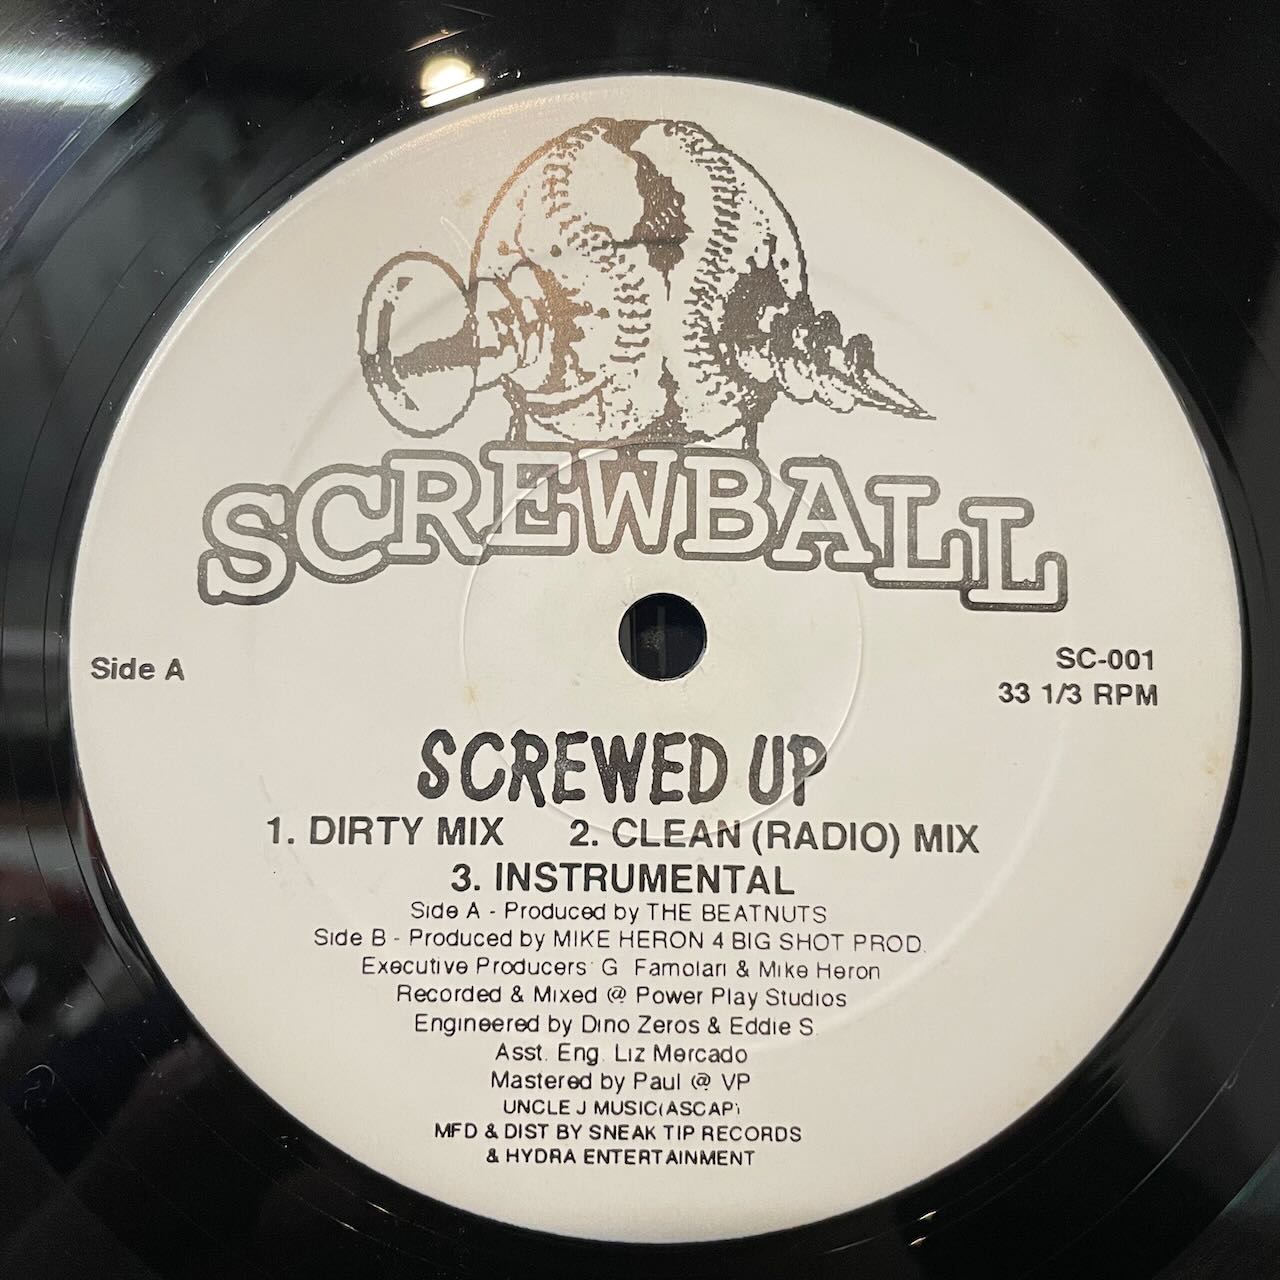 SCREWBALL
Side A
SC-001
33 1/3 RPM
SCREWED UP
1. DIRTY MIX 2. CLEAN (RADIO) MIX
3. INSTRUMENTAL
Side A - Produced by THE BEATNUTS
Side B - Produced by MIKE HERON 4 BIG SHOT PROD.
Executive Producers: G. Famolari & Mike Heron
Recorded & Mixed @ Power Play Studios
Engineered by Dino Zeros & Eddie S.
Asst. Eng. Liz Mercado
Mastered by Paul @ VP
UNCLE J MUSIC(ASCAP)
MFD & DIST BY SNEAK TIP RECORDS
& HYDRA ENTERTAINMENT